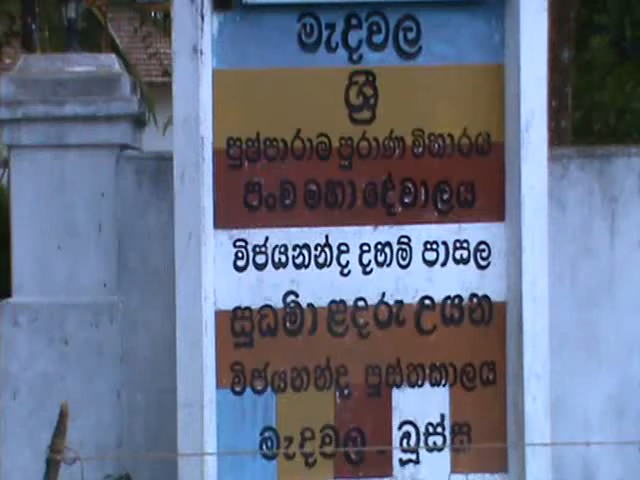 මැදවල
ශ්‍රී
පුෂ්පාරාම පුරාණ විහාරය
පංච මහා දේවාලය
විජයනන්ද දහම් පාසල
සුධර්මා ළදරු උයන
විජයනන්ද පුස්තකාලය
මැදවල . බූස්ස